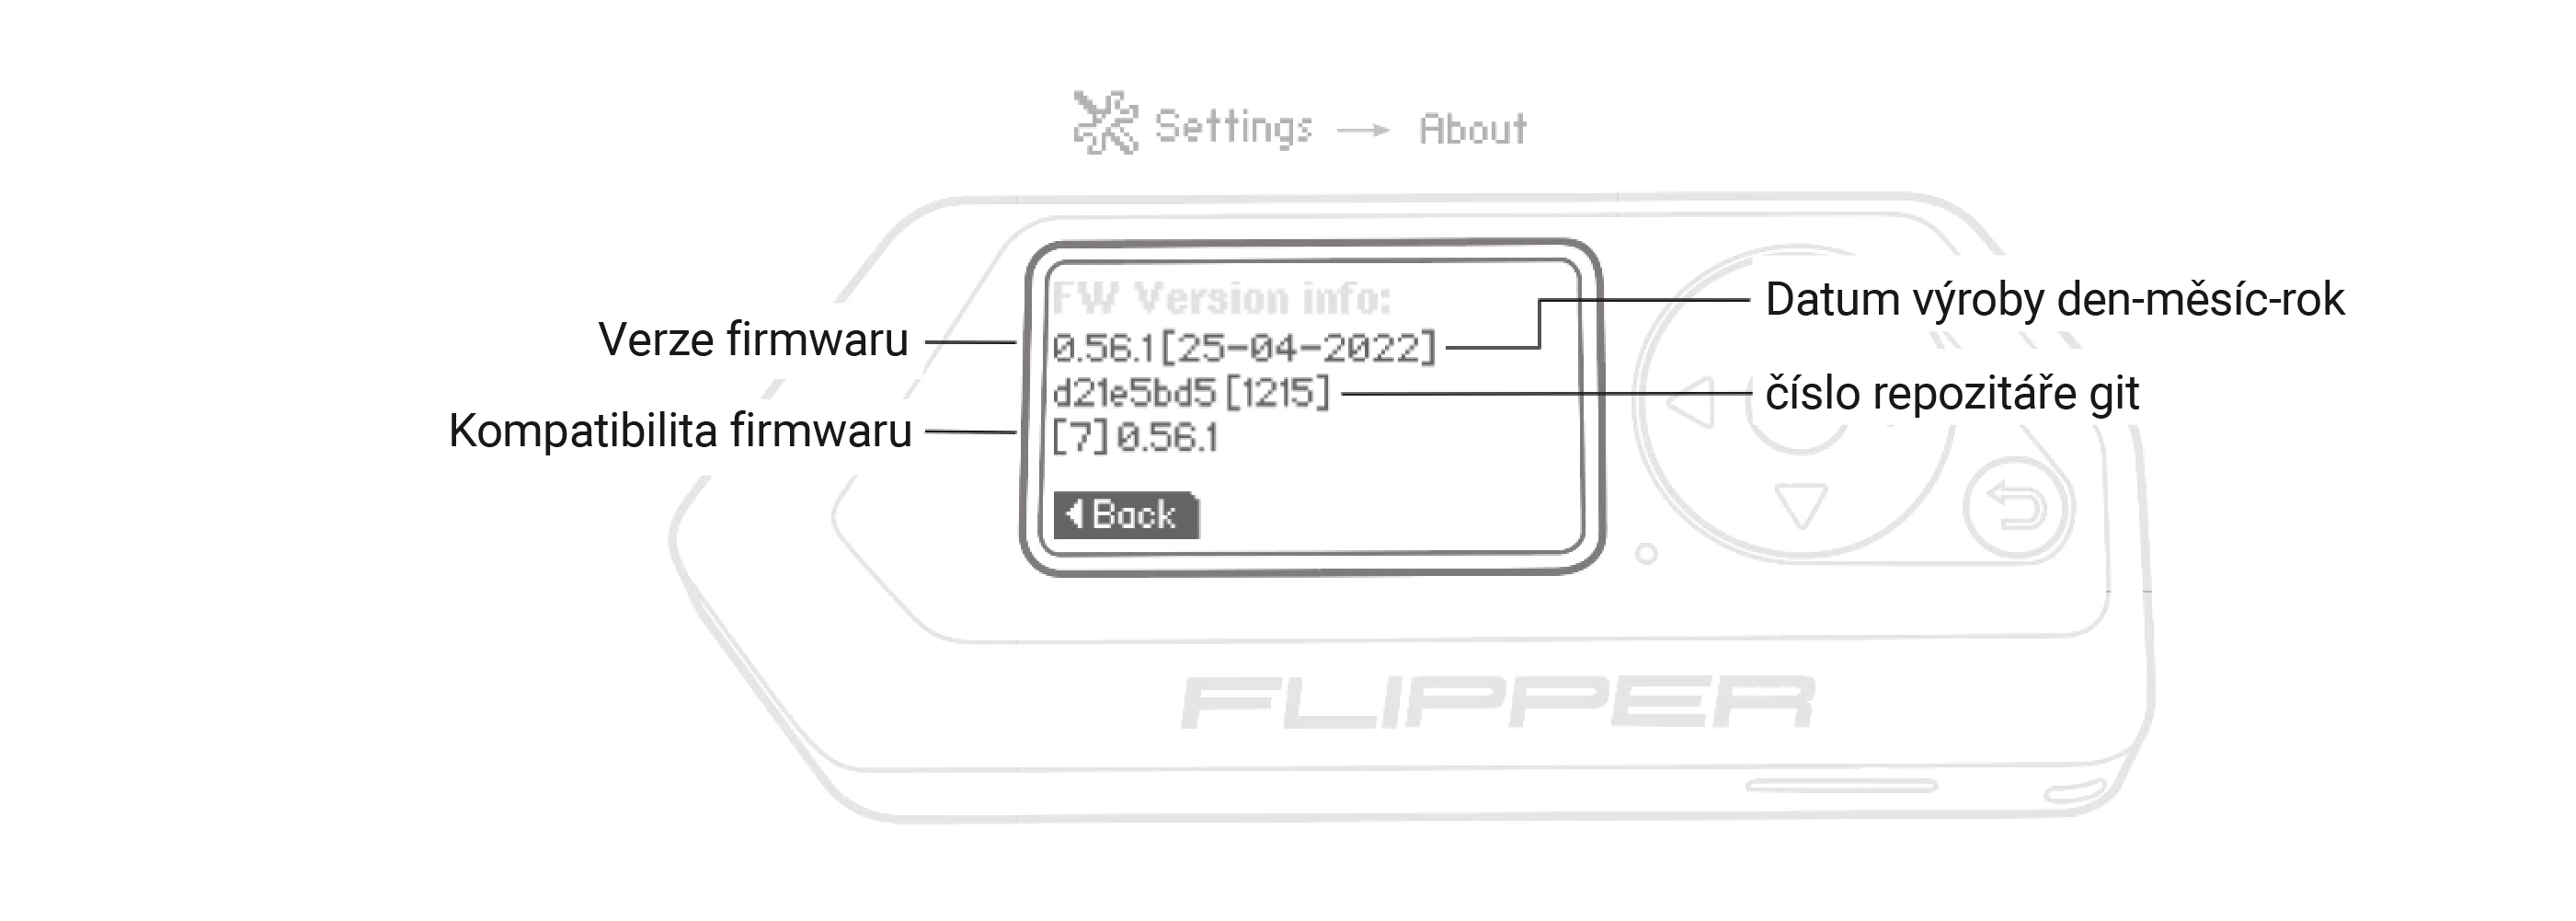 Settings → About
FW Version info:
Verze firmwaru
0.56.1 [25-04-2022]
Datum výroby den-měsíc-rok
d21e5bd5 [1215]
číslo repozitáře git
Kompatibilita firmwaru
[7] 0.56.1
Back
FLIPPER